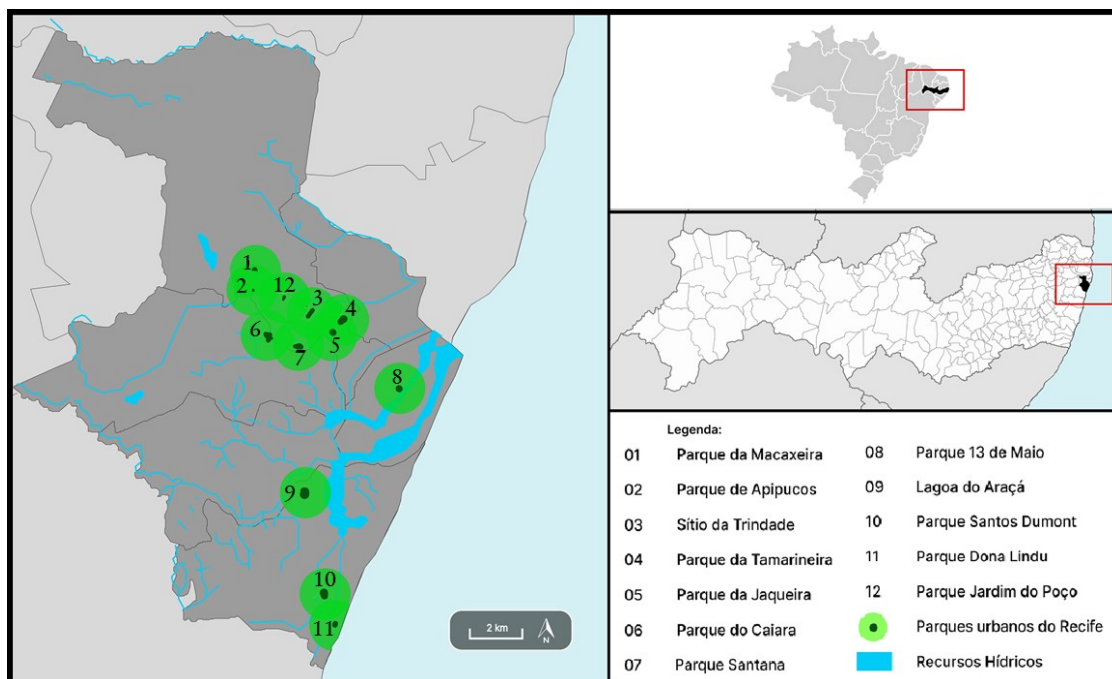 1
2
12
3
4
6
5
7
8
9
10
11
2 km
N
Legenda:
01 Parque da Macaxeira
02 Parque de Apipucos
03 Sítio da Trindade
04 Parque da Tamarineira
05 Parque da Jaqueira
06 Parque do Caiara
07 Parque Santana
08 Parque 13 de Maio
09 Lagoa do Araçá
10 Parque Santos Dumont
11 Parque Dona Lindu
12 Parque Jardim do Poço
Parques urbanos do Recife
Recursos Hídricos